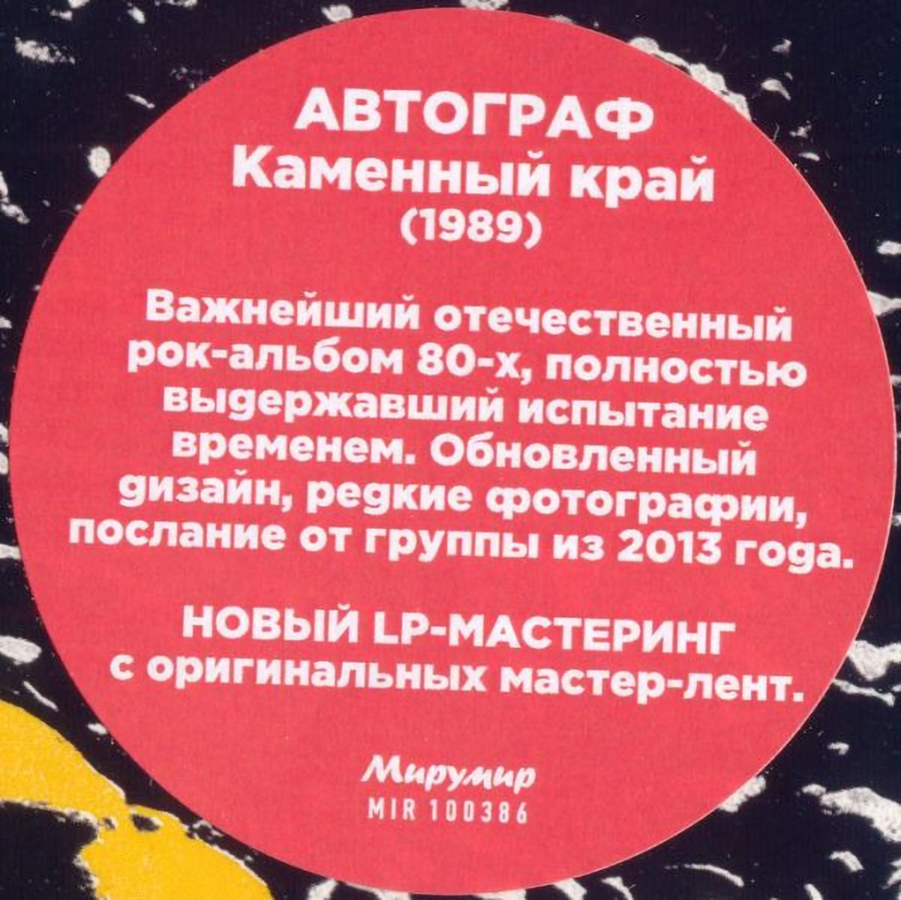 АВТОГРАФ
Каменный край
(1989)
Важнейший отечественный
рок-альбом 80-х, полностью
выдержавший испытание
временем. Обновленный
дизайн, редкие фотографии,
послание от группы из 2013 года.
НОВЫЙ LP-МАСТЕРИНГ
с оригинальных мастер-лент.
Мирумир
MIR 100386